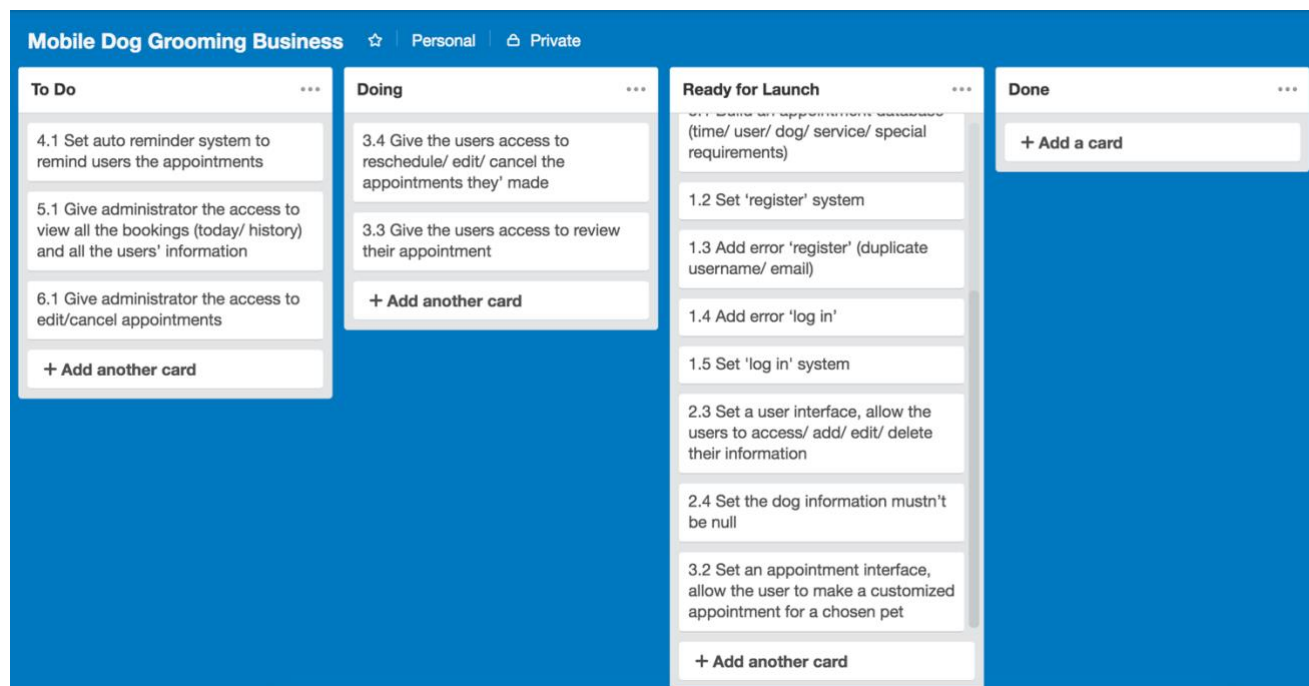 Mobile Dog Grooming Business
Personal
Private
To Do
4.1 Set auto reminder system to
remind users the appointments
5.1 Give administrator the access to
view all the bookings (today/ history)
and all the users' information
6.1 Give administrator the access to
edit/cancel appointments
+ Add another card
Doing
3.4 Give the users access to
reschedule/ edit/ cancel the
appointments they' made
3.3 Give the users access to review
their appointment
+ Add another card
Ready for Launch
3.1 Build an appointment database
(time/ user/ dog/ service/ special
requirements)
1.2 Set ‘register’ system
1.3 Add error ‘register’ (duplicate
username/ email)
1.4 Add error ‘log in’
1.5 Set 'log in' system
2.3 Set a user interface, allow the
users to access/ add/ edit/ delete
their information
2.4 Set the dog information mustn’t
be null
3.2 Set an appointment interface,
allow the user to make a customized
appointment for a chosen pet
+ Add another card
Done
+ Add a card